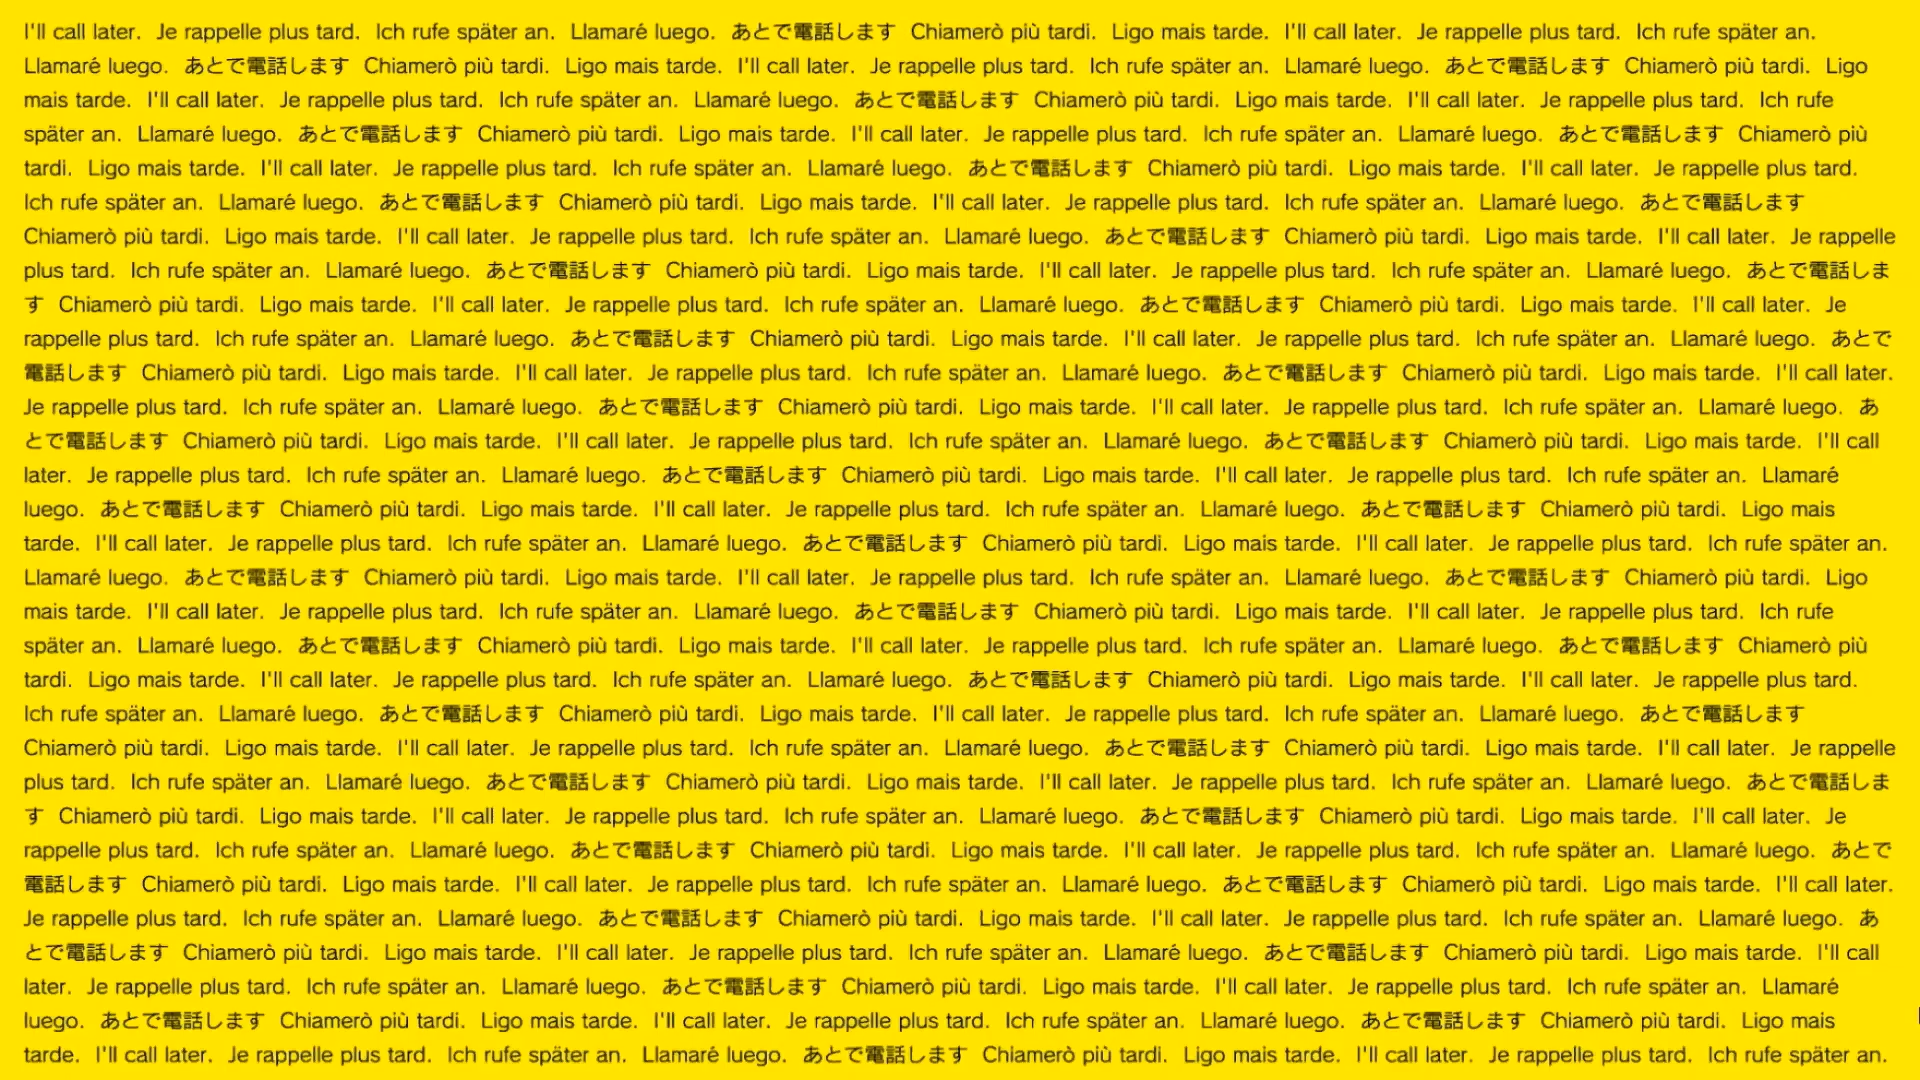 I'll call later. Je rappelle plus tard. Ich rufe später an. Llamaré luego. あとで電話します Chiamerò più tardi. Ligo mais tarde. I'll call later. Je rappelle plus tard. Ich rufe später an.
Llamaré luego. あとで電話します Chiamerò più tardi. Ligo mais tarde. I'll call later. Je rappelle plus tard. Ich rufe später an. Llamaré luego. あとで電話します Chiamerò più tardi. Ligo
mais tarde. I'll call later. Je rappelle plus tard. Ich rufe später an. Llamaré luego. あとで電話します Chiamerò più tardi. Ligo mais tarde. I'll call later. Je rappelle plus tard. Ich rufe
später an. Llamaré luego. あとで電話します Chiamerò più tardi. Ligo mais tarde. I'll call later. Je rappelle plus tard. Ich rufe später an. Llamaré luego. あとで電話します Chiamerò più
tardi. Ligo mais tarde. I'll call later. Je rappelle plus tard. Ich rufe später an. Llamaré luego. あとで電話します Chiamerò più tardi. Ligo mais tarde. I'll call later. Je rappelle plus tard.
Ich rufe später an. Llamaré luego. あとで電話します Chiamerò più tardi. Ligo mais tarde. I'll call later. Je rappelle plus tard. Ich rufe später an. Llamaré luego. あとで電話します
Chiamerò più tardi. Ligo mais tarde. I'll call later. Je rappelle plus tard. Ich rufe später an. Llamaré luego. あとで電話します Chiamerò più tardi. Ligo mais tarde. I'll call later. Je rappelle
plus tard. Ich rufe später an. Llamaré luego. あとで電話します Chiamerò più tardi. Ligo mais tarde. I'll call later. Je rappelle plus tard. Ich rufe später an. Llamaré luego. あとで電話しま
す Chiamerò più tardi. Ligo mais tarde. I'll call later. Je rappelle plus tard. Ich rufe später an. Llamaré luego. あとで電話します Chiamerò più tardi. Ligo mais tarde. I'll call later. Je
rappelle plus tard. Ich rufe später an. Llamaré luego. あとで電話します Chiamerò più tardi. Ligo mais tarde. I'll call later. Je rappelle plus tard. Ich rufe später an. Llamaré luego. あとで
電話します Chiamerò più tardi. Ligo mais tarde. I'll call later. Je rappelle plus tard. Ich rufe später an. Llamaré luego. あとで電話します Chiamerò più tardi. Ligo mais tarde. I'll call later.
Je rappelle plus tard. Ich rufe später an. Llamaré luego. あとで電話します Chiamerò più tardi. Ligo mais tarde. I'll call later. Je rappelle plus tard. Ich rufe später an. Llamaré luego. あ
とで電話します Chiamerò più tardi. Ligo mais tarde. I'll call later. Je rappelle plus tard. Ich rufe später an. Llamaré luego. あとで電話します Chiamerò più tardi. Ligo mais tarde. I'll call
later. Je rappelle plus tard. Ich rufe später an. Llamaré luego. あとで電話します Chiamerò più tardi. Ligo mais tarde. I'll call later. Je rappelle plus tard. Ich rufe später an. Llamaré
luego. あとで電話します Chiamerò più tardi. Ligo mais tarde. I'll call later. Je rappelle plus tard. Ich rufe später an. Llamaré luego. あとで電話します Chiamerò più tardi. Ligo mais
tarde. I'll call later. Je rappelle plus tard. Ich rufe später an. Llamaré luego. あとで電話します Chiamerò più tardi. Ligo mais tarde. I'll call later. Je rappelle plus tard. Ich rufe später an.
Llamaré luego. あとで電話します Chiamerò più tardi. Ligo mais tarde. I'll call later. Je rappelle plus tard. Ich rufe später an. Llamaré luego. あとで電話します Chiamerò più tardi. Ligo
mais tarde. I'll call later. Je rappelle plus tard. Ich rufe später an. Llamaré luego. あとで電話します Chiamerò più tardi. Ligo mais tarde. I'll call later. Je rappelle plus tard. Ich rufe
später an. Llamaré luego. あとで電話します Chiamerò più tardi. Ligo mais tarde. I'll call later. Je rappelle plus tard. Ich rufe später an. Llamaré luego. あとで電話します Chiamerò più
tardi. Ligo mais tarde. I'll call later. Je rappelle plus tard. Ich rufe später an. Llamaré luego. あとで電話します Chiamerò più tardi. Ligo mais tarde. I'll call later. Je rappelle plus tard.
Ich rufe später an. Llamaré luego. あとで電話します Chiamerò più tardi. Ligo mais tarde. I'll call later. Je rappelle plus tard. Ich rufe später an. Llamaré luego. あとで電話します
Chiamerò più tardi. Ligo mais tarde. I'll call later. Je rappelle plus tard. Ich rufe später an. Llamaré luego. あとで電話します Chiamerò più tardi. Ligo mais tarde. I'll call later. Je rappelle
plus tard. Ich rufe später an. Llamaré luego. あとで電話します Chiamerò più tardi. Ligo mais tarde. I'll call later. Je rappelle plus tard. Ich rufe später an. Llamaré luego. あとで電話しま
す Chiamerò più tardi. Ligo mais tarde. I'll call later. Je rappelle plus tard. Ich rufe später an. Llamaré luego. あとで電話します Chiamerò più tardi. Ligo mais tarde. I'll call later. Je
rappelle plus tard. Ich rufe später an. Llamaré luego. あとで電話します Chiamerò più tardi. Ligo mais tarde. I'll call later. Je rappelle plus tard. Ich rufe später an. Llamaré luego. あとで
電話します Chiamerò più tardi. Ligo mais tarde. I'll call later. Je rappelle plus tard. Ich rufe später an. Llamaré luego. あとで電話します Chiamerò più tardi. Ligo mais tarde. I'll call later.
Je rappelle plus tard. Ich rufe später an. Llamaré luego. あとで電話します Chiamerò più tardi. Ligo mais tarde. I'll call later. Je rappelle plus tard. Ich rufe später an. Llamaré luego. あ
とで電話します Chiamerò più tardi. Ligo mais tarde. I'll call later. Je rappelle plus tard. Ich rufe später an. Llamaré luego. あとで電話します Chiamerò più tardi. Ligo mais tarde. I'll call
later. Je rappelle plus tard. Ich rufe später an. Llamaré luego. あとで電話します Chiamerò più tardi. Ligo mais tarde. I'll call later. Je rappelle plus tard. Ich rufe später an. Llamaré
luego. あとで電話します Chiamerò più tardi. Ligo mais tarde. I'll call later. Je rappelle plus tard. Ich rufe später an. Llamaré luego. あとで電話します Chiamerò più tardi. Ligo mais
tarde. I'll call later. Je rappelle plus tard. Ich rufe später an. Llamaré luego. あとで電話します Chiamerò più tardi. Ligo mais tarde. I'll call later. Je rappelle plus tard. Ich rufe später an.